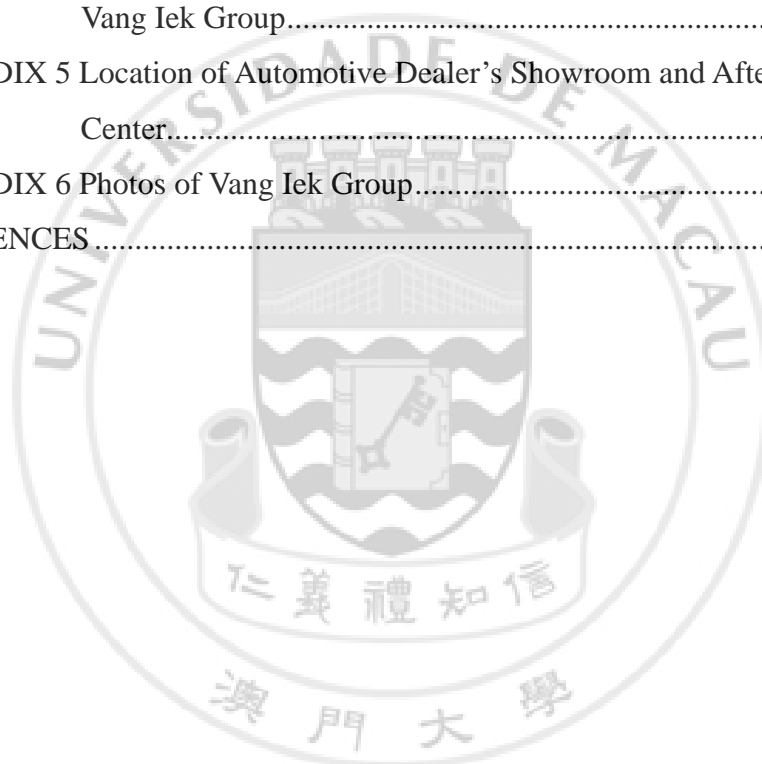 Vang Iek Group
DIX 5 Location of Automotive Dealer’s Showroom and Afte
Center
DIX 6 Photos of Vang Iek Group
ENCES
UNIVERSIDADE DE MACAU
仁義禮知信
澳門大學